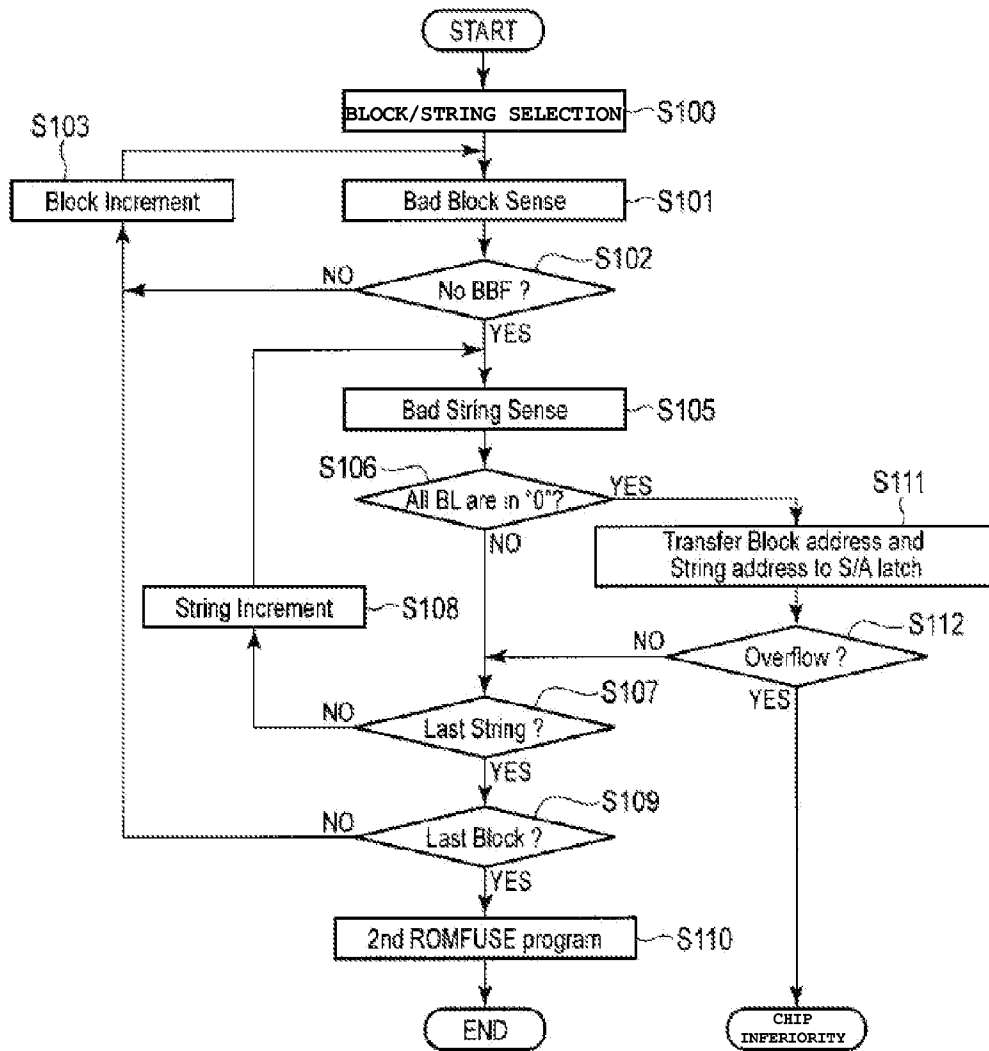 START
BLOCK/STRING SELECTION
S100
S103
Block Increment
Bad Block Sense
S101
S102
NO
No BBF ?
YES
Bad String Sense
S105
S106
All BL are in "0"?
YES
NO
S111
Transfer Block address and
String address to S/A latch
String Increment
S108
S112
NO
Overflow ?
YES
S107
NO
Last String ?
YES
S109
NO
Last Block ?
YES
2nd ROMFUSE program
S110
END
CHIP
INFERIORITY